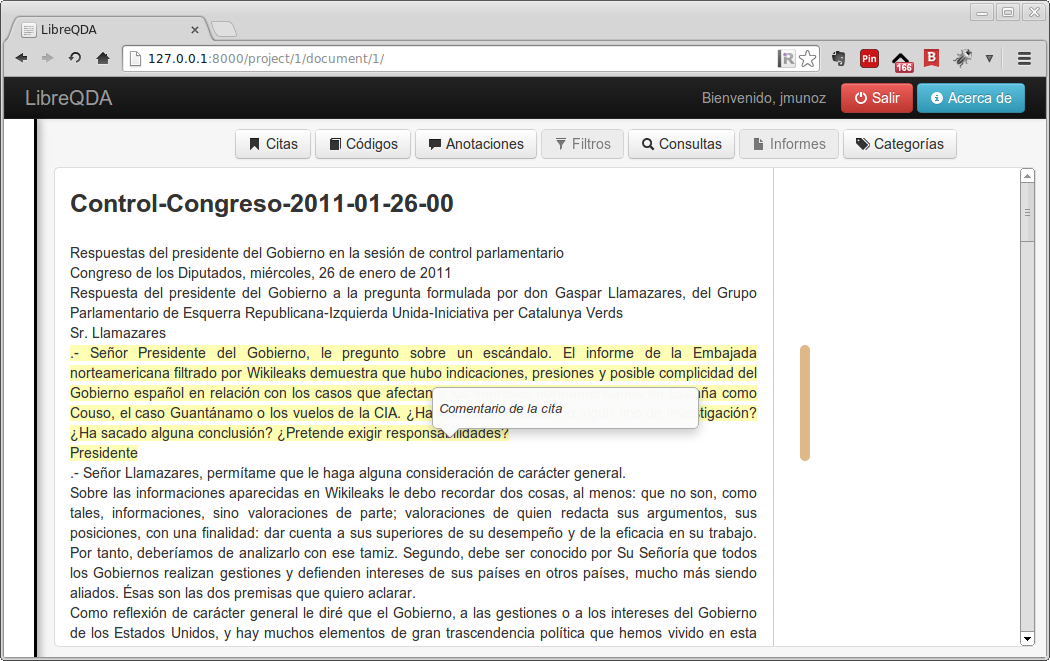 LibreQDA
127.0.0.1:8000/project/1/document/1/
R
Pin
166
B
LibreQDA
Bienvenido, jmunoz
Salir
Acerca de
Citas
Códigos
Anotaciones
Filtros
Consultas
Informes
Categorías
Control-Congreso-2011-01-26-00
Respuestas del presidente del Gobierno en la sesión de control parlamentario
Congreso de los Diputados, miércoles, 26 de enero de 2011
Respuesta del presidente del Gobierno a la pregunta formulada por don Gaspar Llamazares, del Grupo
Parlamentario de Esquerra Republicana-Izquierda Unida-Iniciativa per Catalunya Verds
Sr. Llamazares
.- Señor Presidente del Gobierno, le pregunto sobre un escándalo. El informe de la Embajada
norteamericana filtrado por Wikileaks demuestra que hubo indicaciones, presiones y posible complicidad del
Gobierno español en relación con los casos que afectan como
Couso, el caso Guantánamo o los vuelos de la CIA.
Comentario de la cita
¿Ha sacado alguna conclusión? ¿Pretende exigir responsabilidades?
Presidente
.- Señor Llamazares, permítame que le haga alguna consideración de carácter general.
Sobre las informaciones aparecidas en Wikileaks le debo recordar dos cosas, al menos: que no son, como
tales, informaciones, sino valoraciones de parte; valoraciones de quien redacta sus argumentos, sus
posiciones, con una finalidad: dar cuenta a sus superiores de su desempeño y de la eficacia en su trabajo.
Por tanto, deberíamos de analizarlo con ese tamiz. Segundo, debe ser conocido por Su Señoría que todos
los Gobiernos realizan gestiones y defienden intereses de sus países en otros países, mucho más siendo
aliados. Ésas son las dos premisas que quiero aclarar.
Como reflexión de carácter general le diré que el Gobierno, a las gestiones o a los intereses del Gobierno
de los Estados Unidos, y hay muchos elementos de gran trascendencia política que hemos vivido en esta